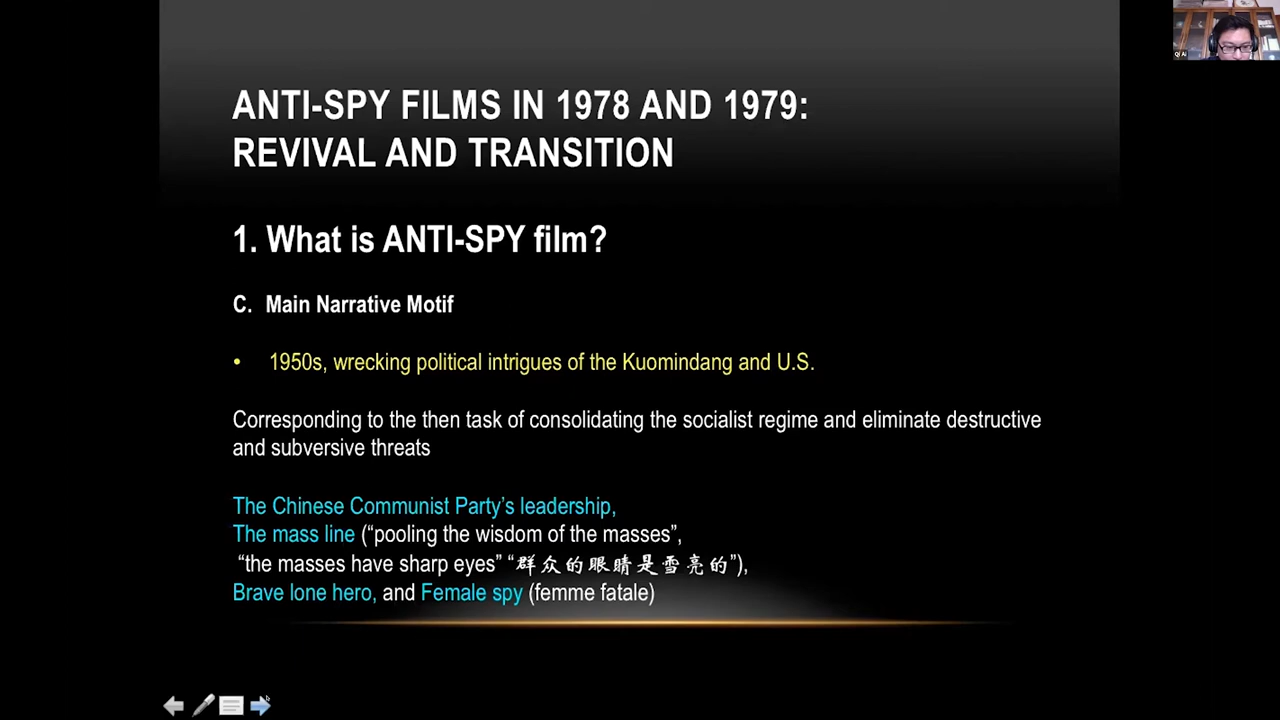 ANTI-SPY FILMS IN 1978 AND 1979:
REVIVAL AND TRANSITION
1. What is ANTI-SPY film?
C. Main Narrative Motif
• 1950s, wrecking political intrigues of the Kuomindang and U.S.
Corresponding to the then task of consolidating the socialist regime and eliminate destructive
and subversive threats
The Chinese Communist Party’s leadership,
The mass line (“pooling the wisdom of the masses”,
“the masses have sharp eyes” “群众的眼睛是雪亮的”),
Brave lone hero, and Female spy (femme fatale)
Qi Ai